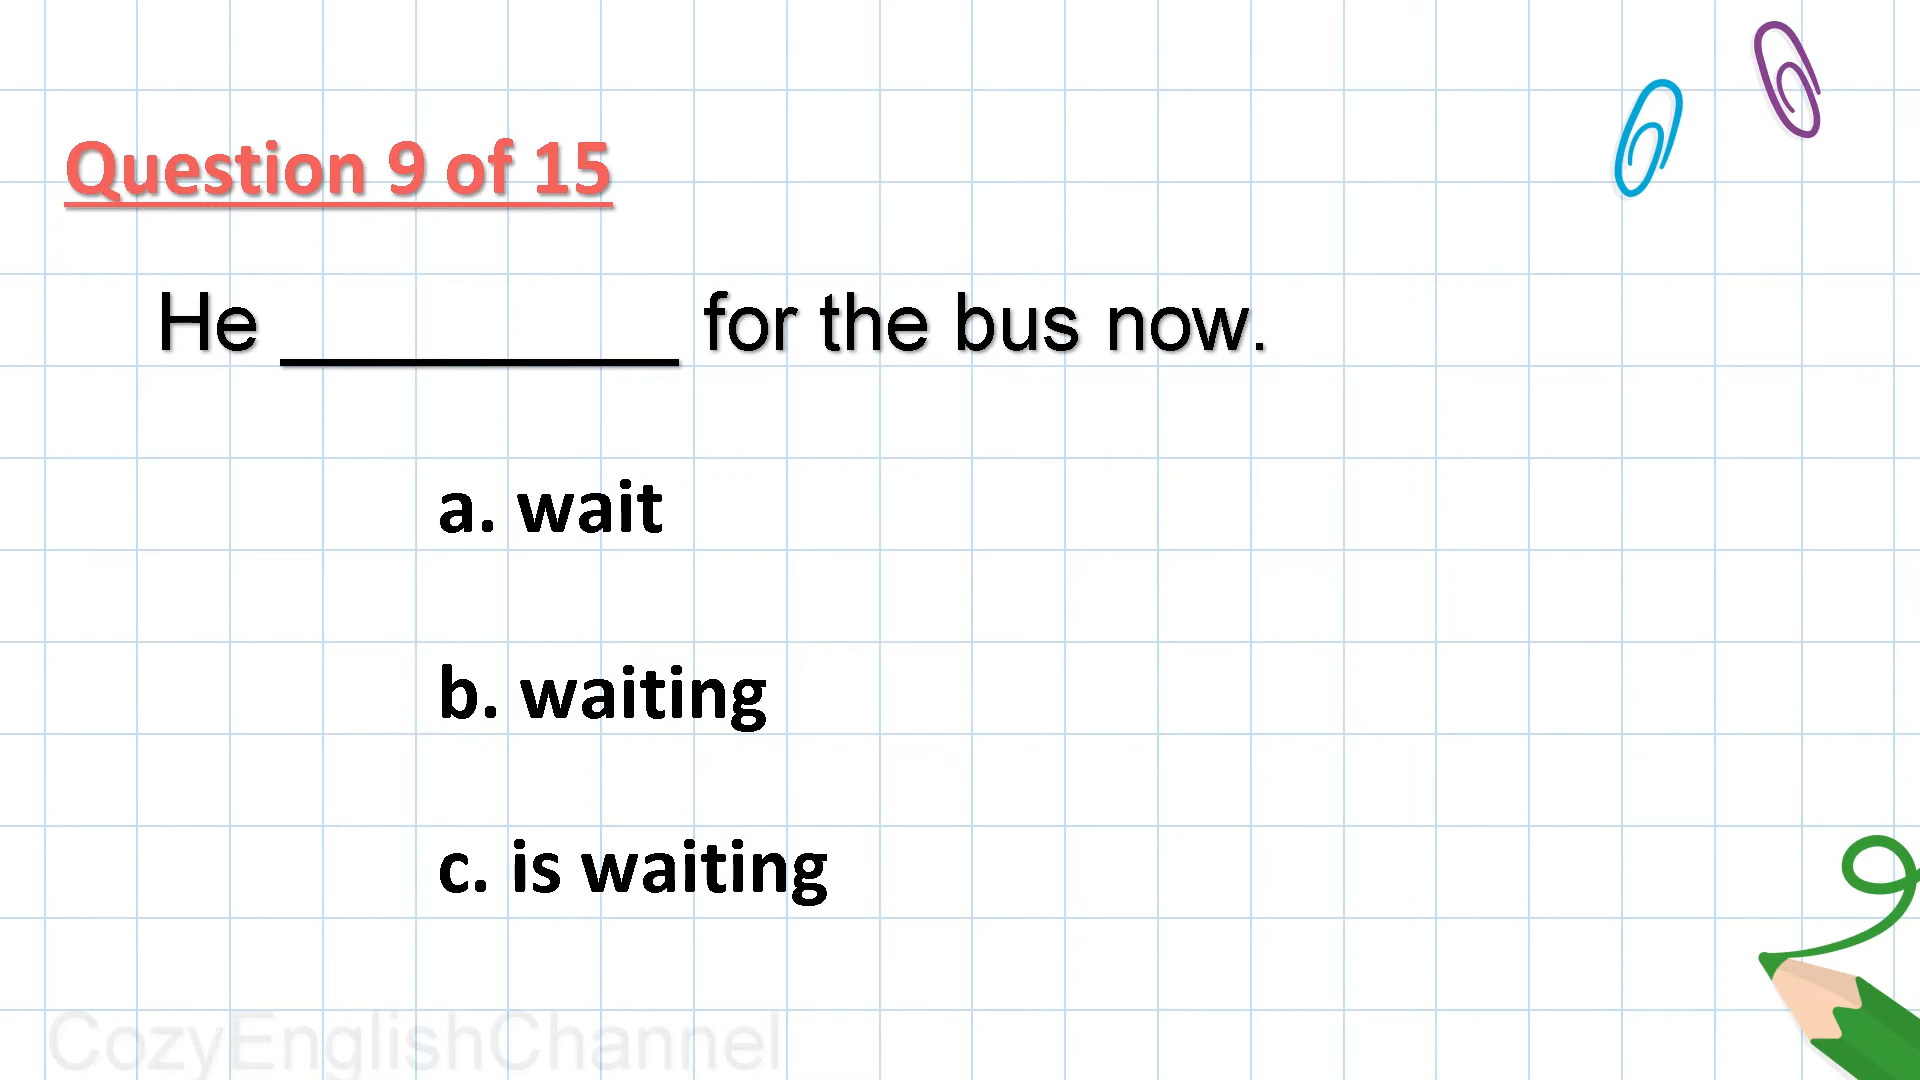 Question 9 of 15
He __________ for the bus now.
a. wait
b. waiting
c. is waiting
CozyEnglishChannel